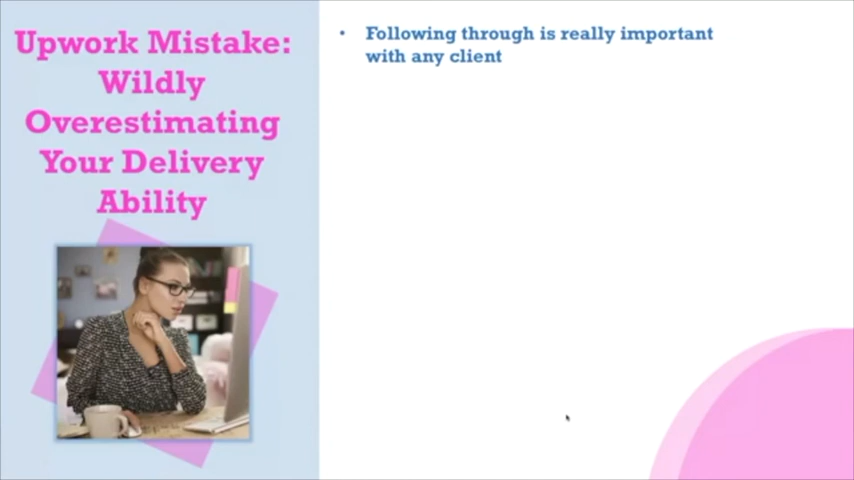 Upwork Mistake:
Wildly
Overestimating
Your Delivery
Ability
• Following through is really important
with any client